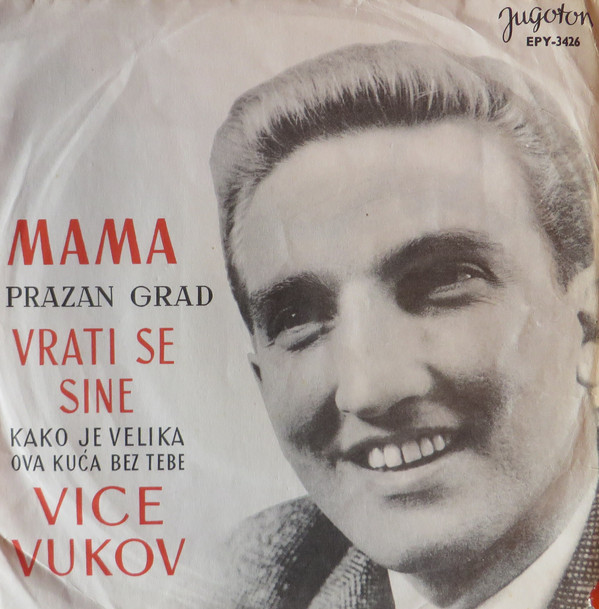 Jugoton
EPY-3426
MAMA
PRAZAN GRAD
VRATI SE
SINE
KAKO JE VELIKA
OVA KUĆA BEZ TEBE
VICE
VUKOV